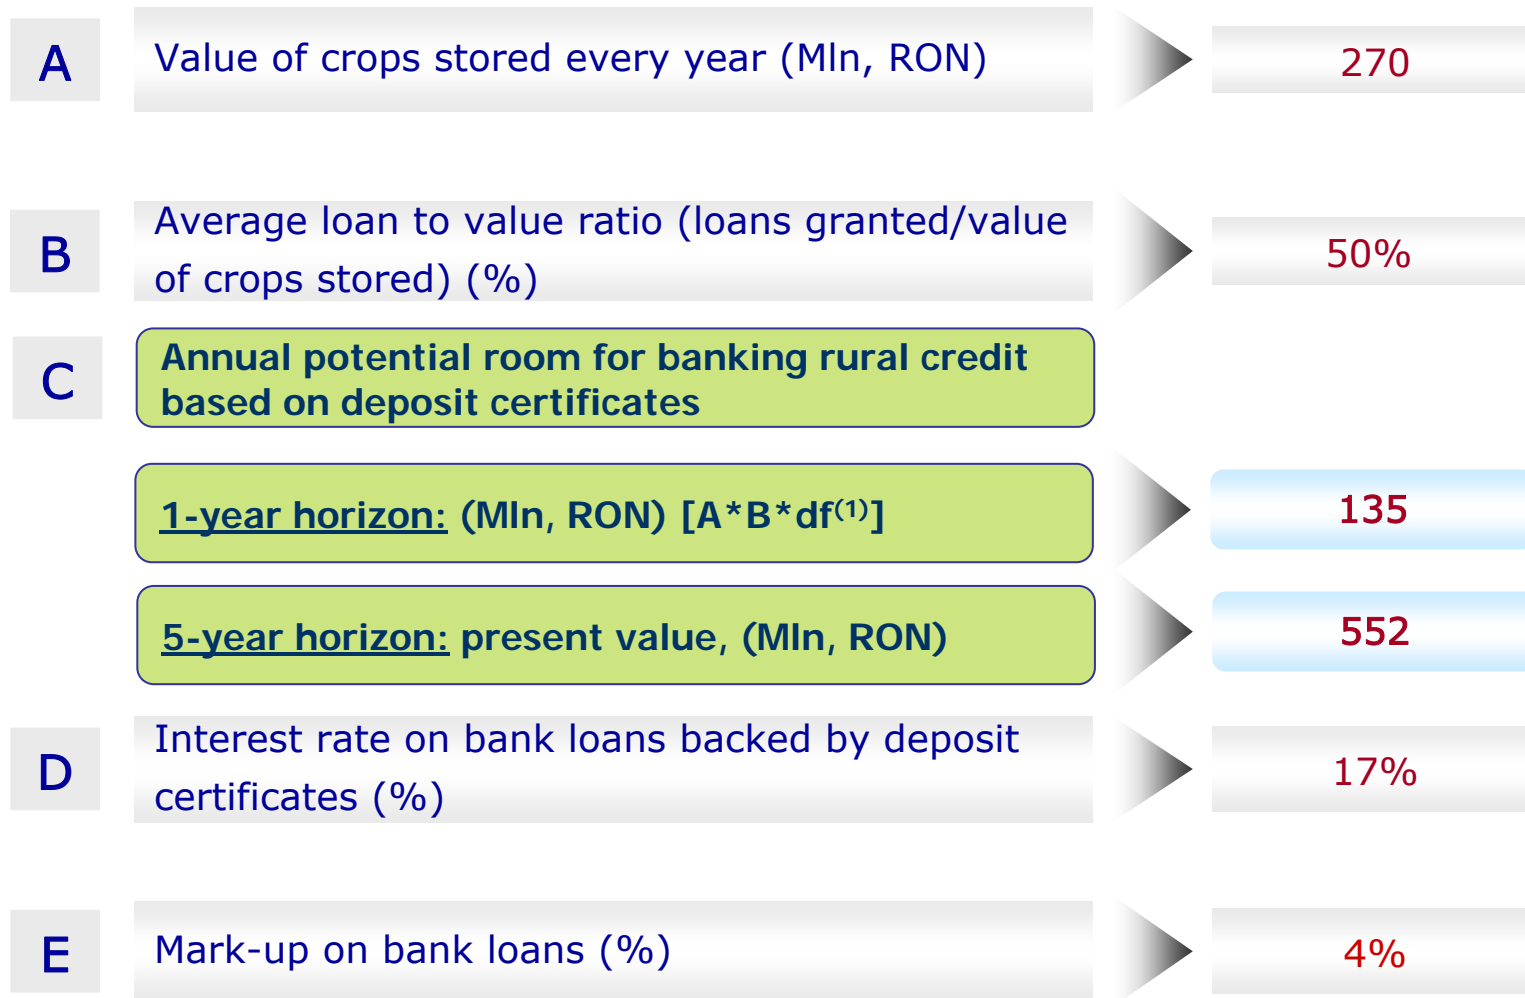 A
Value of crops stored every year (Mln, RON)
270
B
Average loan to value ratio (loans granted/value
of crops stored) (%)
50%
C
Annual potential room for banking rural credit
based on deposit certificates
1-year horizon: (Mln, RON) [A*B*df⁽¹⁾]
135
5-year horizon: present value, (Mln, RON)
552
D
Interest rate on bank loans backed by deposit
certificates (%)
17%
E
Mark-up on bank loans (%)
4%